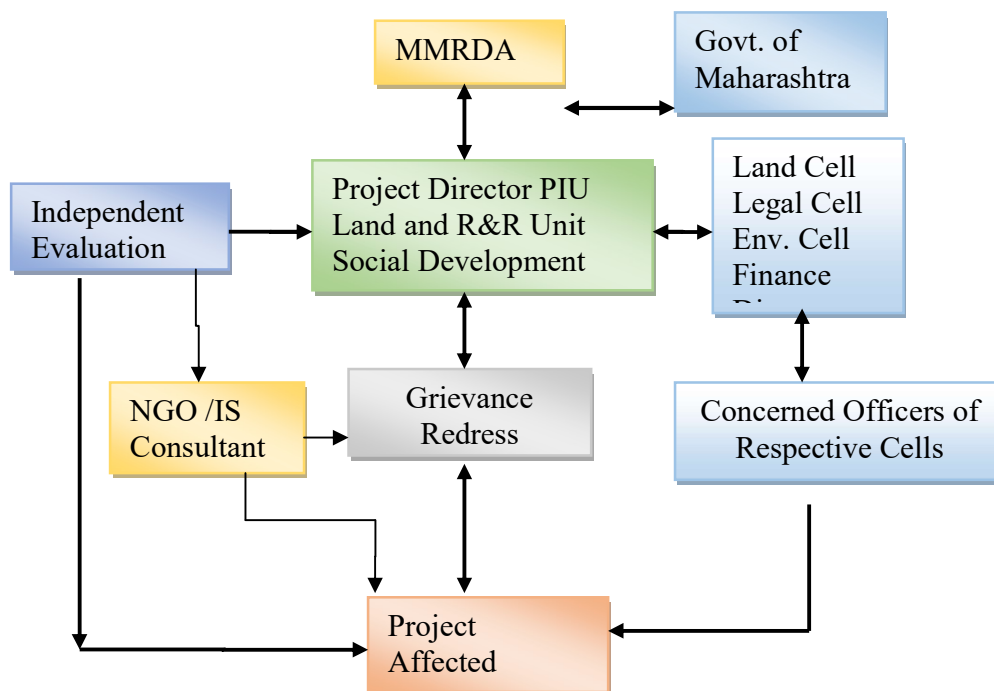 MMRDA
Govt. of
Maharashtra
Independent
Evaluation
Project Director PIU
Land and R&R Unit
Social Development
Land Cell
Legal Cell
Env. Cell
Finance
NGO /IS
Consultant
Grievance
Redress
Concerned Officers of
Respective Cells
Project
Affected